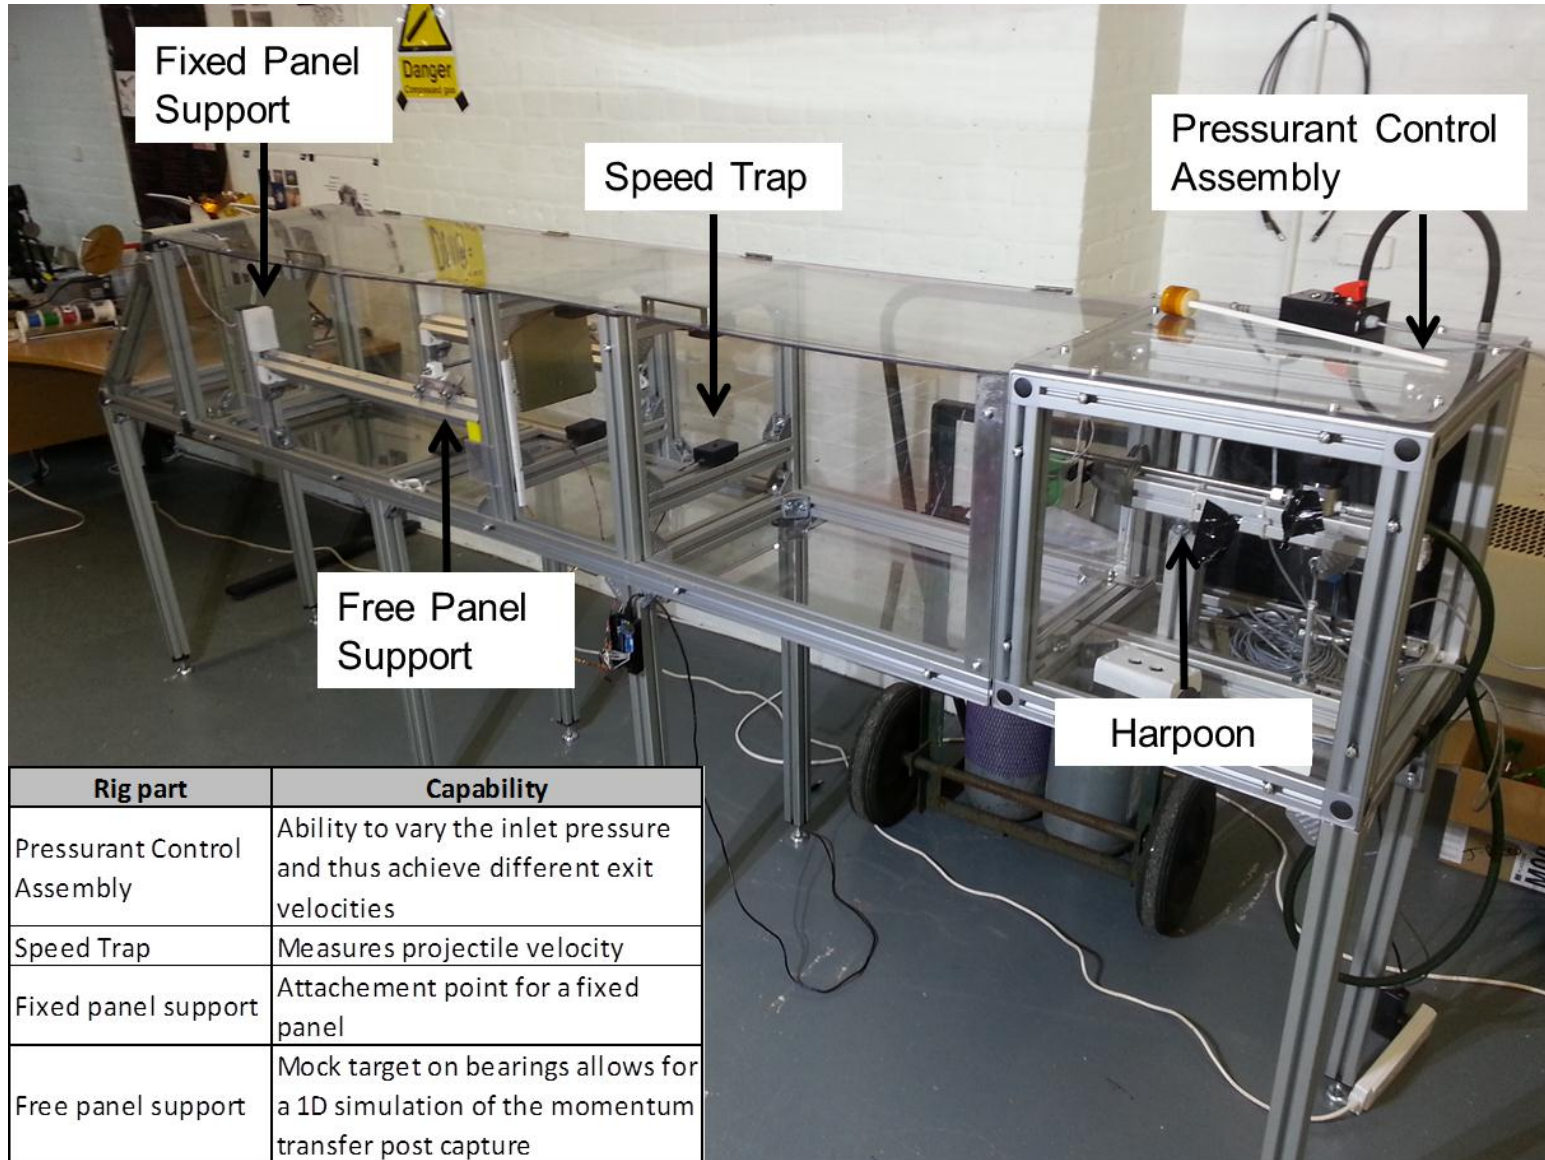 Fixed Panel
Support
Danger
Compressed gas
Speed Trap
Pressurant Control
Assembly
Free Panel
Support
Harpoon
Rig part Capability
Pressurant Control
Assembly
Ability to vary the inlet pressure
and thus achieve different exit
velocities
Speed Trap Measures projectile velocity
Fixed panel support
Attachement point for a fixed
panel
Free panel support
Mock target on bearings allows for
a 1D simulation of the momentum
transfer post capture